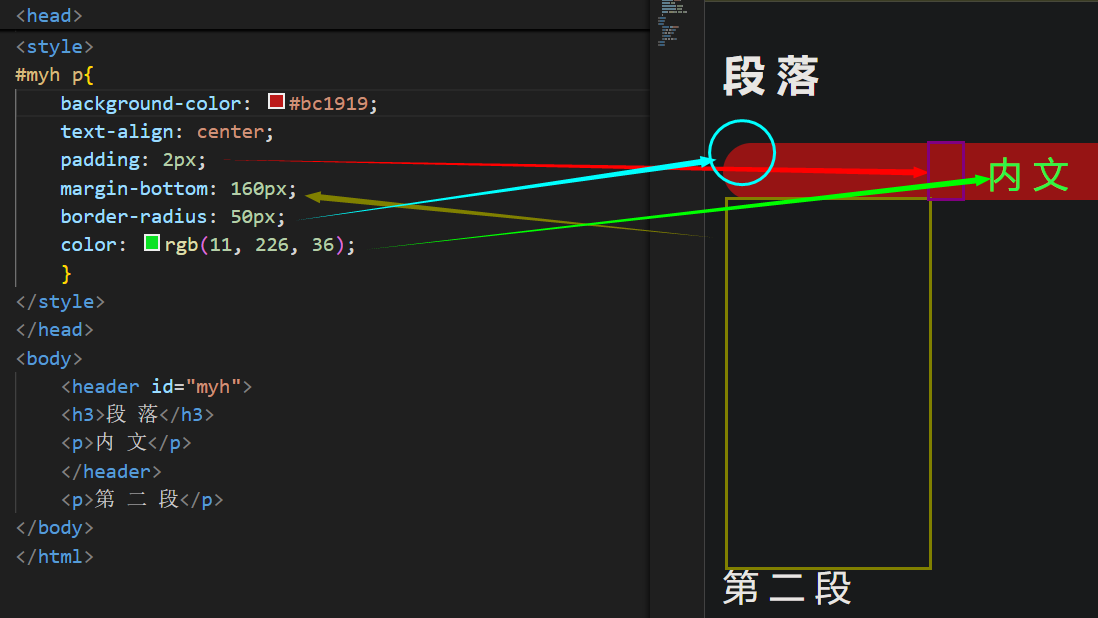 <head>
<style>
#myh p{
background-color: #bc1919;
text-align: center;
padding: 2px;
margin-bottom: 160px;
border-radius: 50px;
color: rgb(11, 226, 36);
}
</style>
</head>
<body>
<header id="myh">
<h3>段 落</h3>
<p>内 文</p>
</header>
<p>第 二 段</p>
</body>
</html>
段 落
内 文
第 二 段